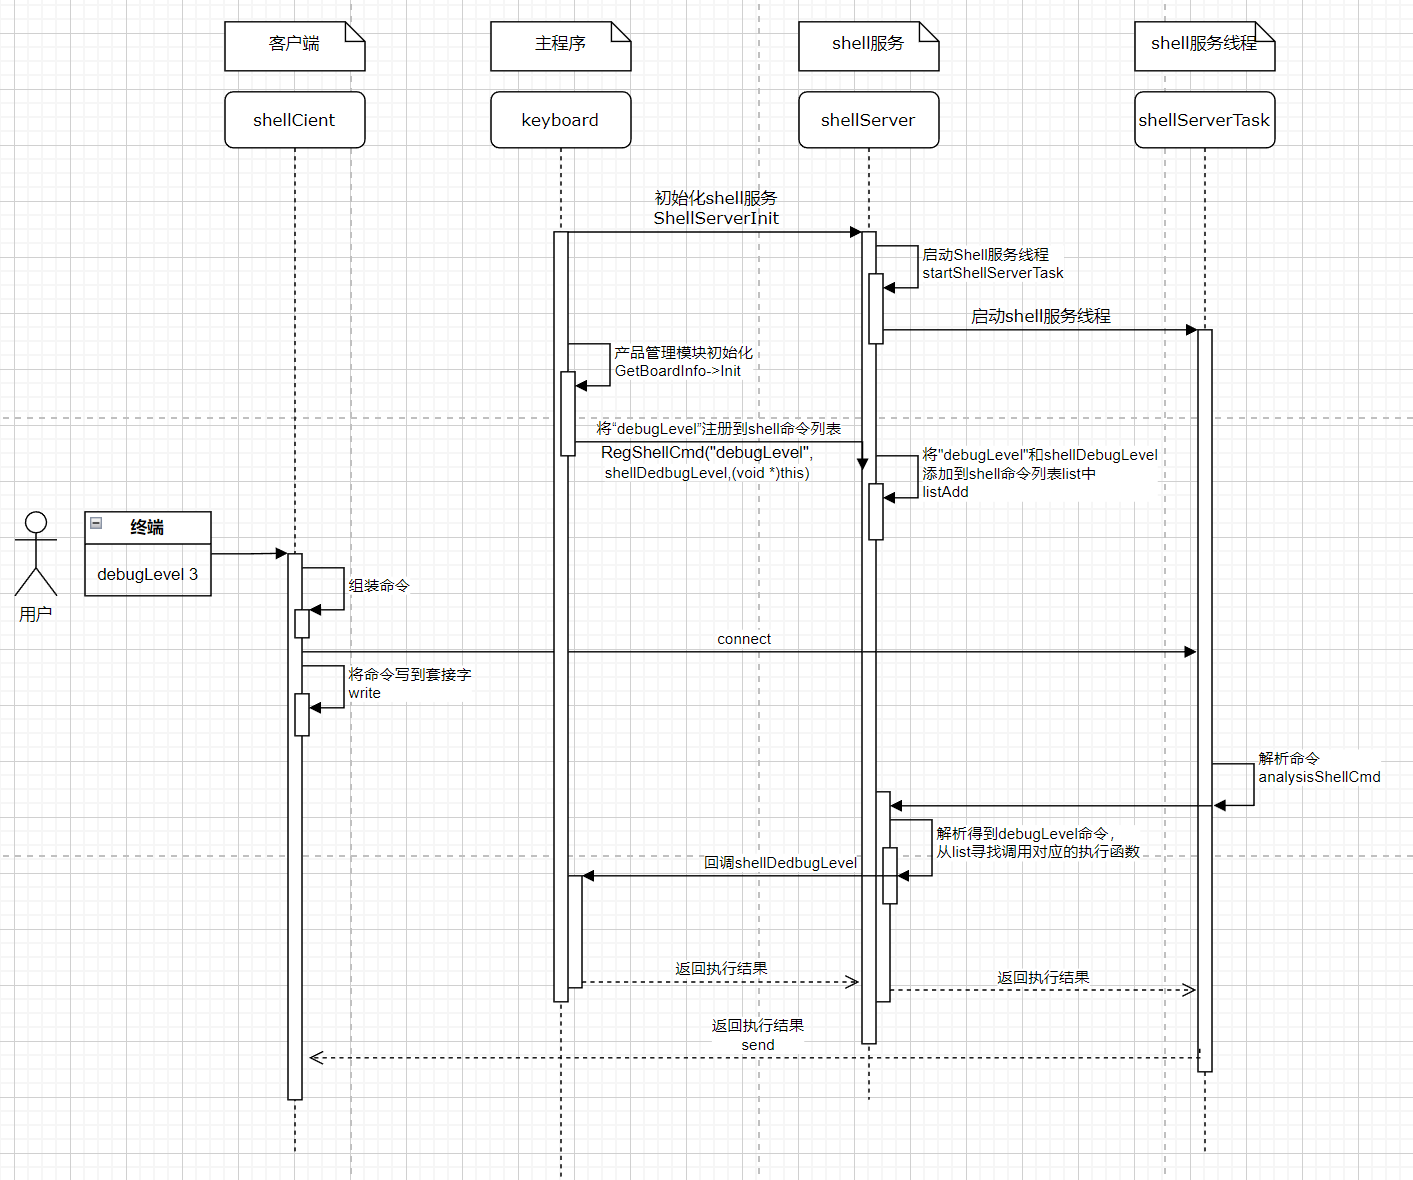 客户端
主程序
shell服务
shell服务线程
shellCient
keyboard
shellServer
shellServerTask
初始化shell服务
ShellServerInit
启动Shell服务线程
startShellServerTask
启动shell服务线程
产品管理模块初始化
GetBoardInfo->Init
将“debugLevel”注册到shell命令列表
RegShellCmd("debugLevel",
shellDedbugLevel,(void *)this)
将"debugLevel"和shellDebugLevel
添加到shell命令列表list中
listAdd
终端
debugLevel 3
用户
组装命令
connect
将命令写到套接字
write
解析命令
analysisShellCmd
解析得到debugLevel命令，
从list寻找调用对应的执行函数
回调shellDedbugLevel
返回执行结果
返回执行结果
返回执行结果
send